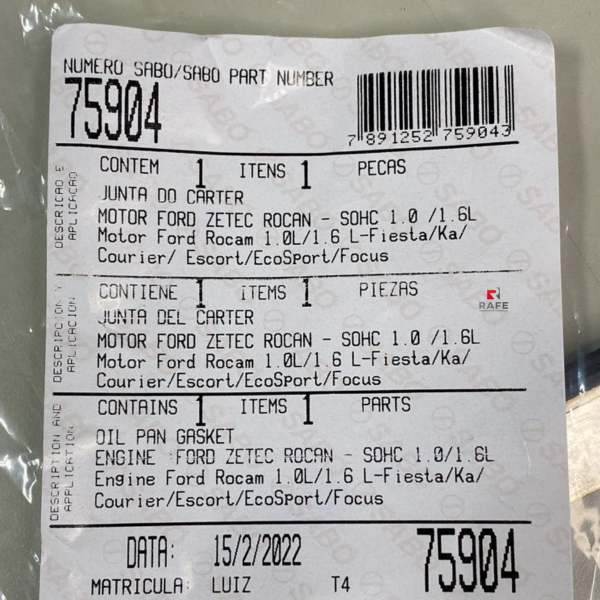 NUMERO SABO/SABO PART NUMBER
75904
7 891252 759043
DESCRICAO E APLICACAO
CONTEM 1 ITENS 1 PECAS
JUNTA DO CARTER
MOTOR FORD ZETEC ROCAN - SOHC 1.0 /1.6L
Motor Ford Rocam 1.0L/1.6 L-Fiesta/Ka/
Courier/ Escort/EcoSport/Focus
DESCRIPCION Y APLICACION
CONTIENE 1 iTEMS 1 PIEZAS
JUNTA DEL CARTER
MOTOR FORD ZETEC ROCAN - SOHC 1.0 /1.6L
Motor Ford Rocam 1.0L/1.6 L-Fiesta/Ka/
Courier/Escort/EcoSport/Focus
RAFE
DESCRIPTION AND APPLICATION
CONTAINS 1 ITEMS 1 PARTS
OIL PAN GASKET
ENGINE :FORD ZETEC ROCAN - SOHC 1.0/1.6L
Engine Ford Rocam 1.0L/1.6 L-Fiesta/Ka/
Courier/Escort/EcoSport/Focus
DATA: 15/2/2022 75904
MATRICULA: LUIZ T4